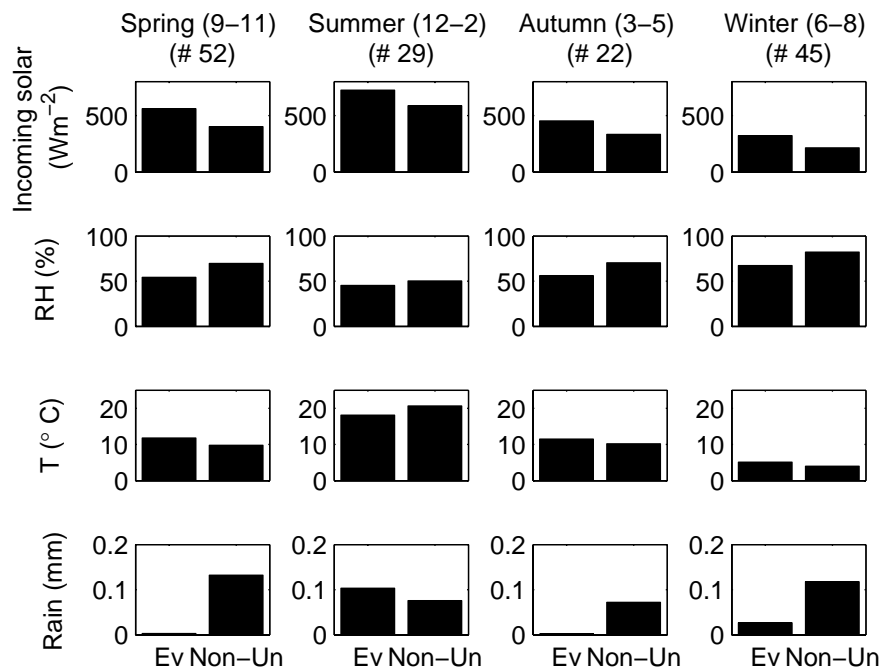 Spring (9−11) Summer (12−2) Autumn (3−5) Winter (6−8)
(# 52) (# 29) (# 22) (# 45)
Incoming solar
(Wm−2)
500 500 500 500
0 0 0 0
RH (%)
100 100 100 100
50 50 50 50
0 0 0 0
T (° C)
20 20 20 20
10 10 10 10
0 0 0 0
Rain (mm)
0.2 0.2 0.2 0.2
0.1 0.1 0.1 0.1
0 0 0 0
Ev Non−Un Ev Non−Un Ev Non−Un Ev Non−Un